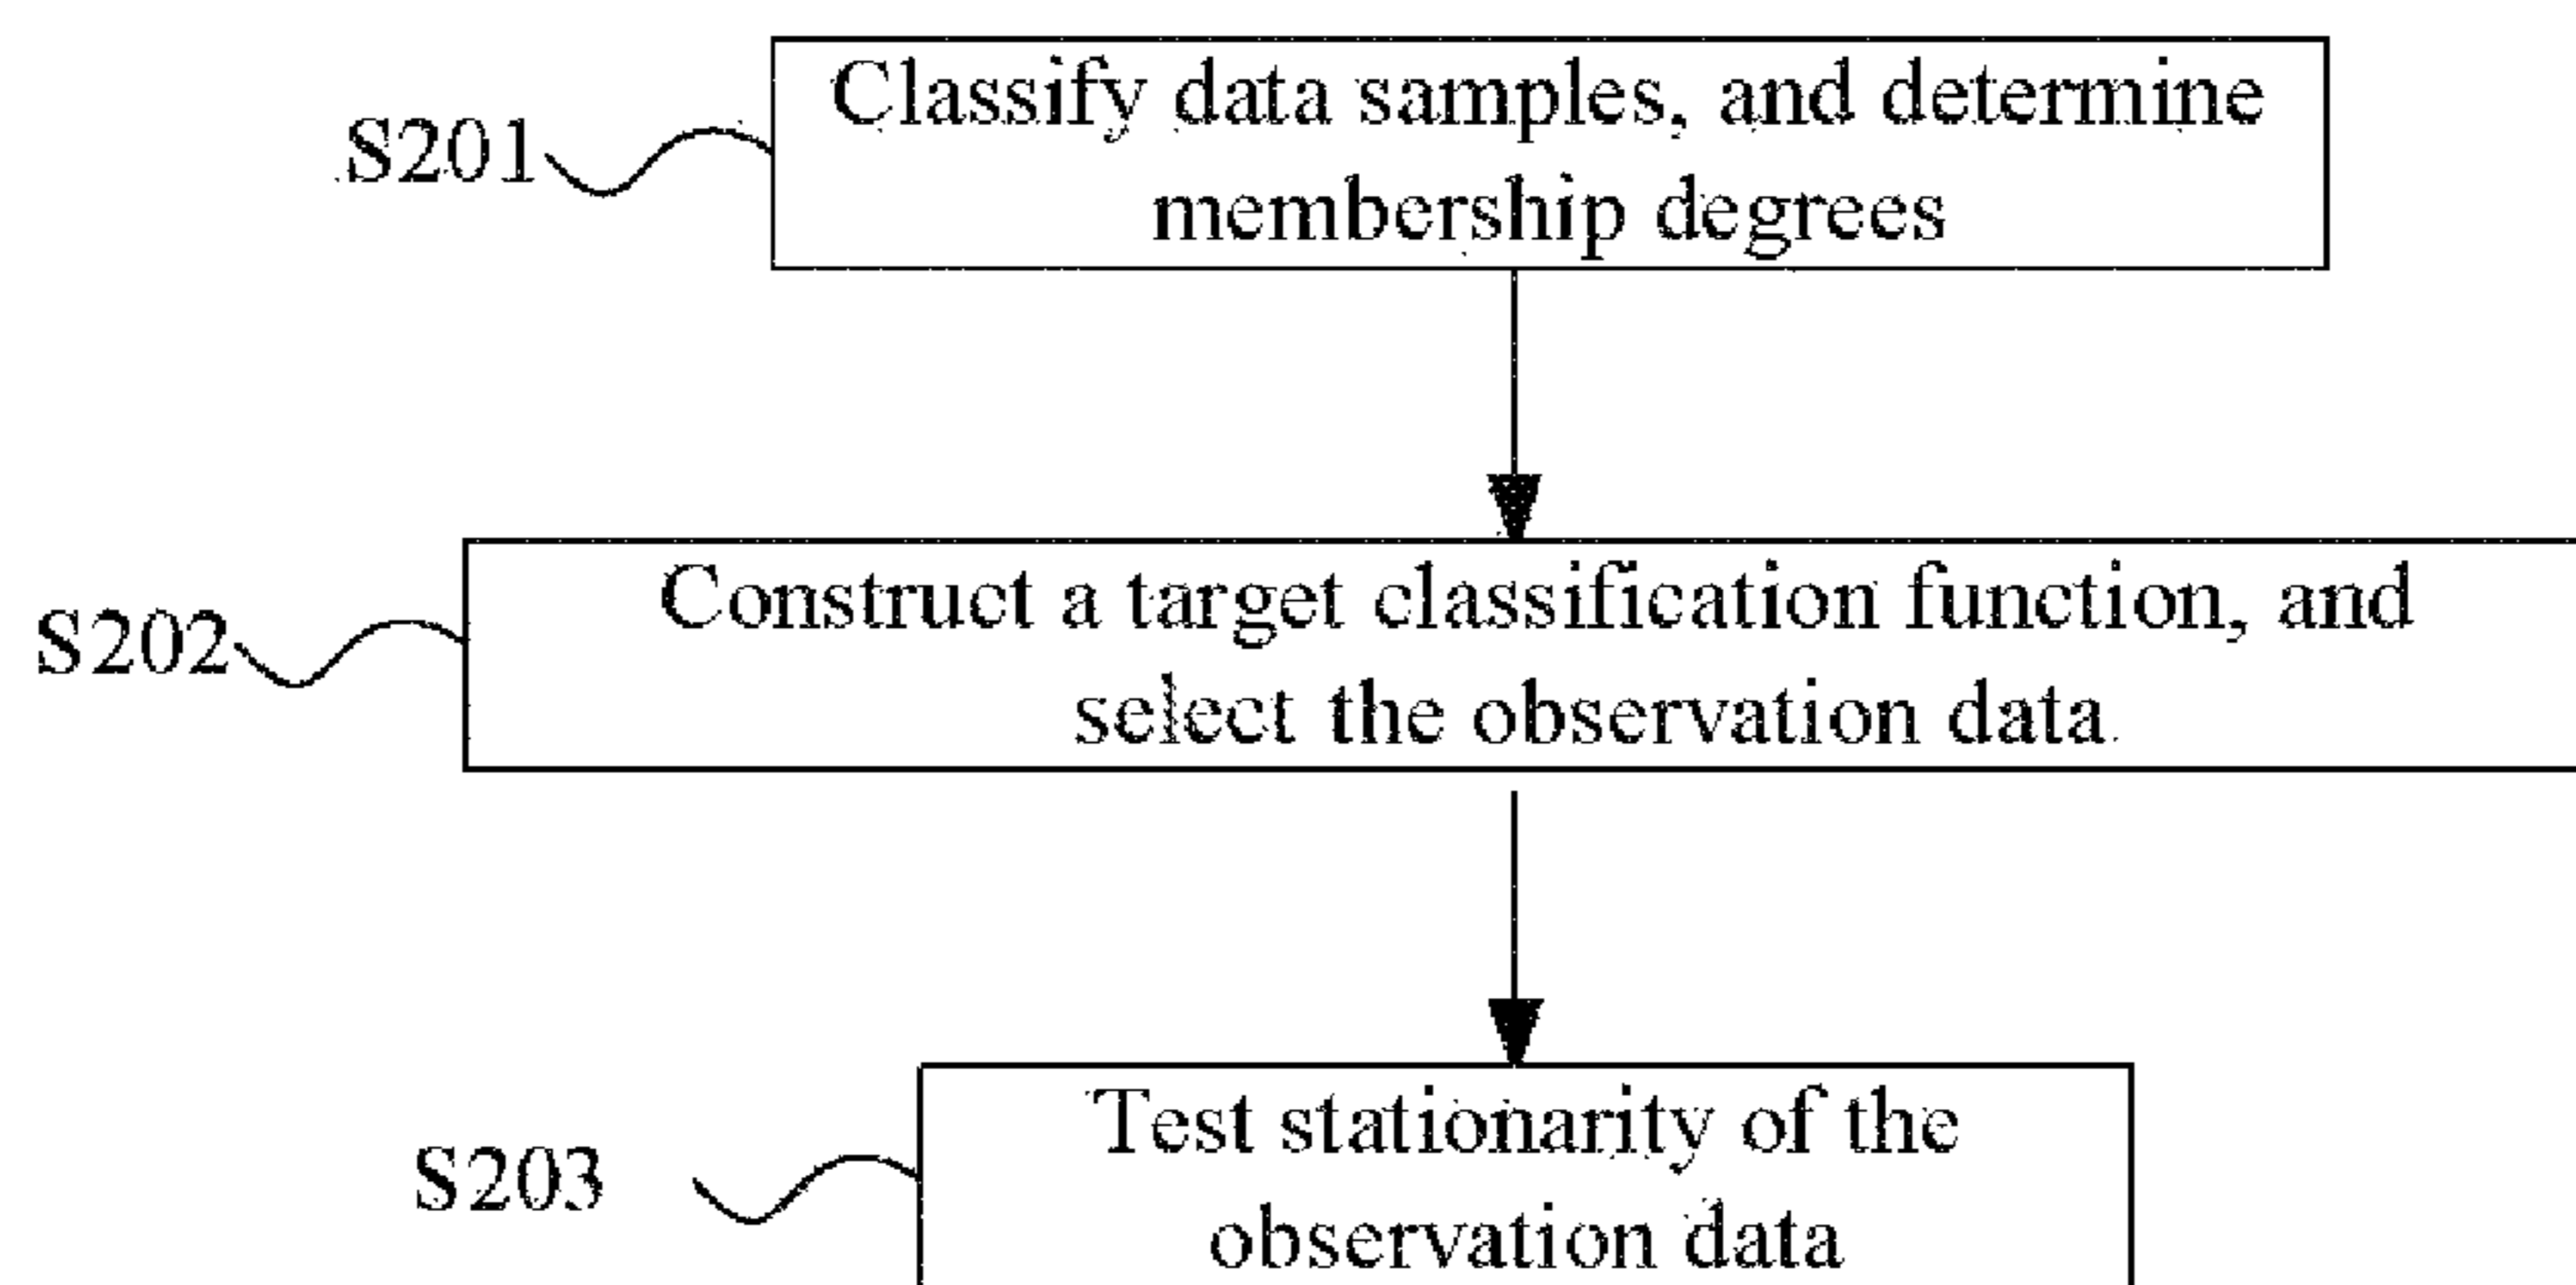 S201
Classify data samples, and determine
membership degrees
S202
Construct a target classification function, and
select the observation data
S203
Test stationarity of the
observation data